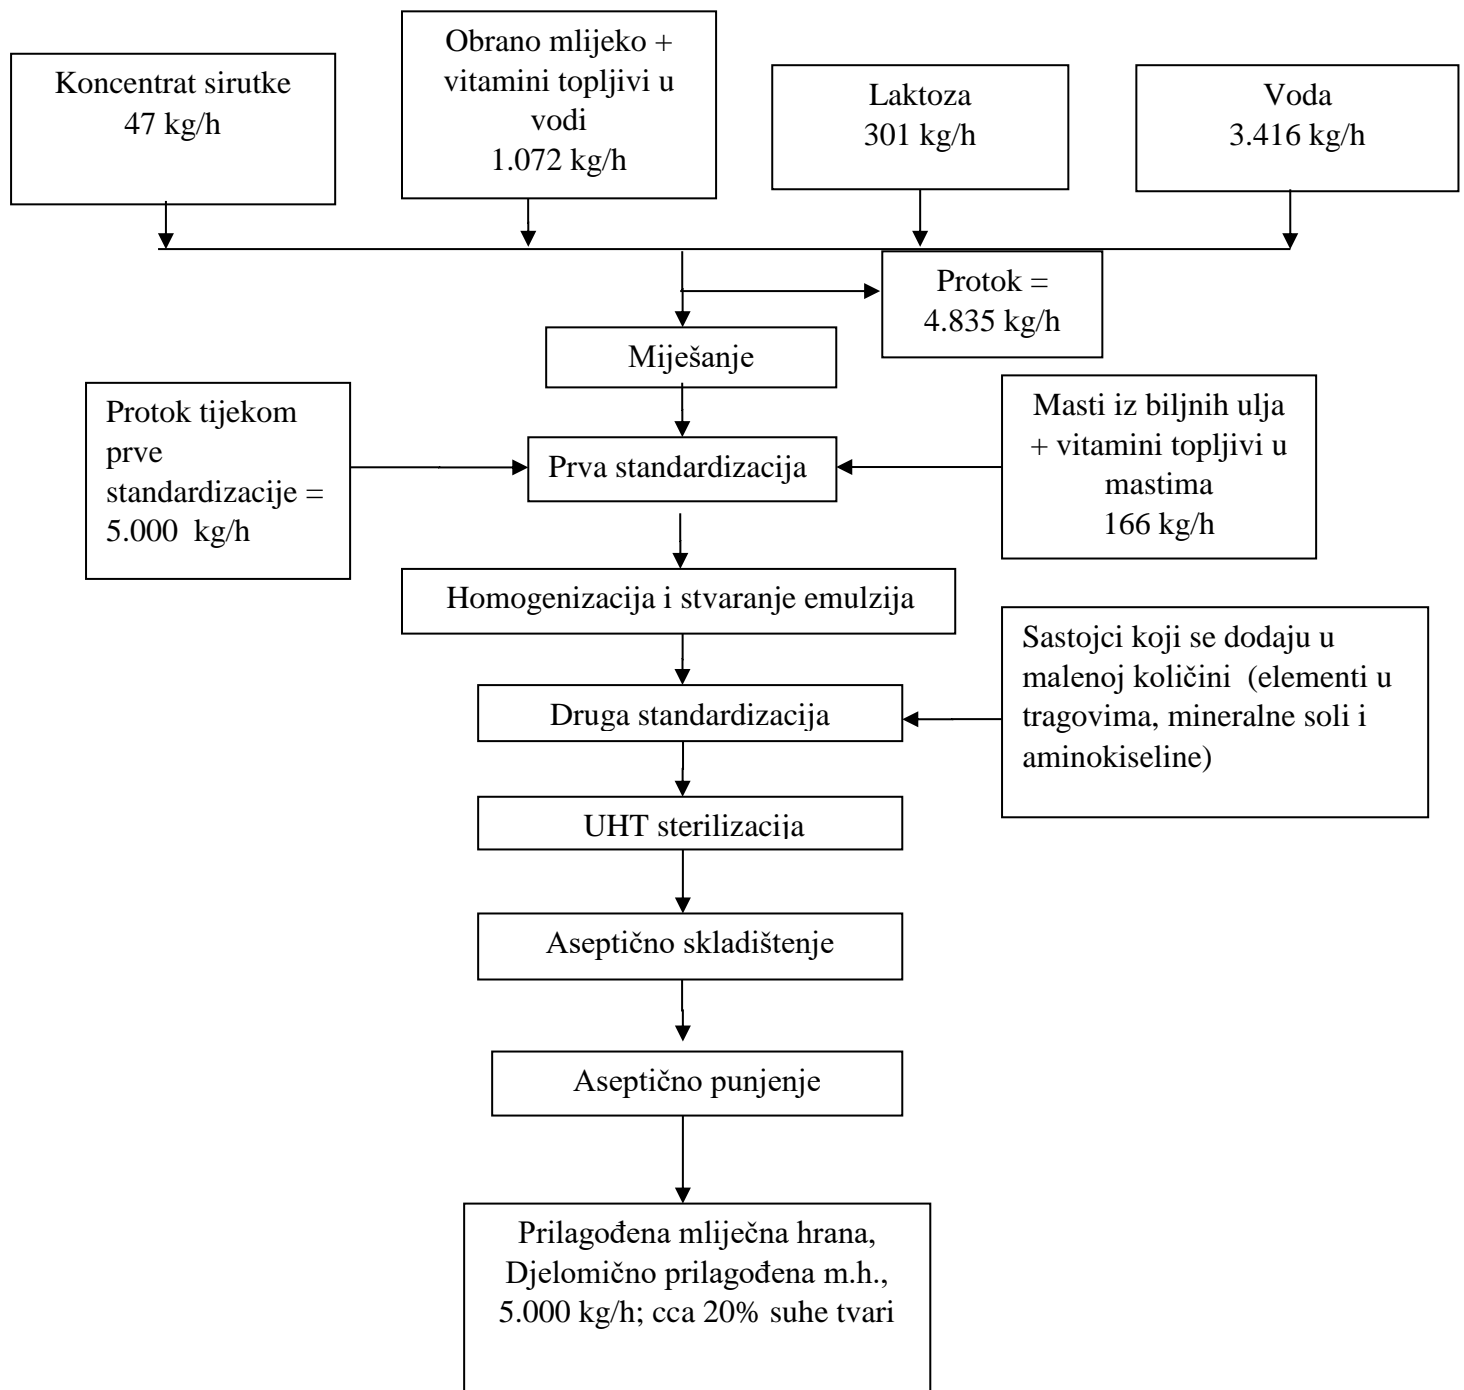 Koncentrat sirutke
47 kg/h
Obrano mlijeko +
vitamini topljivi u
vodi
1.072 kg/h
Laktoza
301 kg/h
Voda
3.416 kg/h
Protok =
4.835 kg/h
Miješanje
Protok tijekom
prve
standardizacije =
5.000 kg/h
Prva standardizacija
Masti iz biljnih ulja
+ vitamini topljivi u
mastima
166 kg/h
Homogenizacija i stvaranje emulzija
Sastojci koji se dodaju u
malenoj količini (elementi u
tragovima, mineralne soli i
aminokiseline)
Druga standardizacija
UHT sterilizacija
Aseptično skladištenje
Aseptično punjenje
Prilagođena mliječna hrana,
Djelomično prilagođena m.h.,
5.000 kg/h; cca 20% suhe tvari